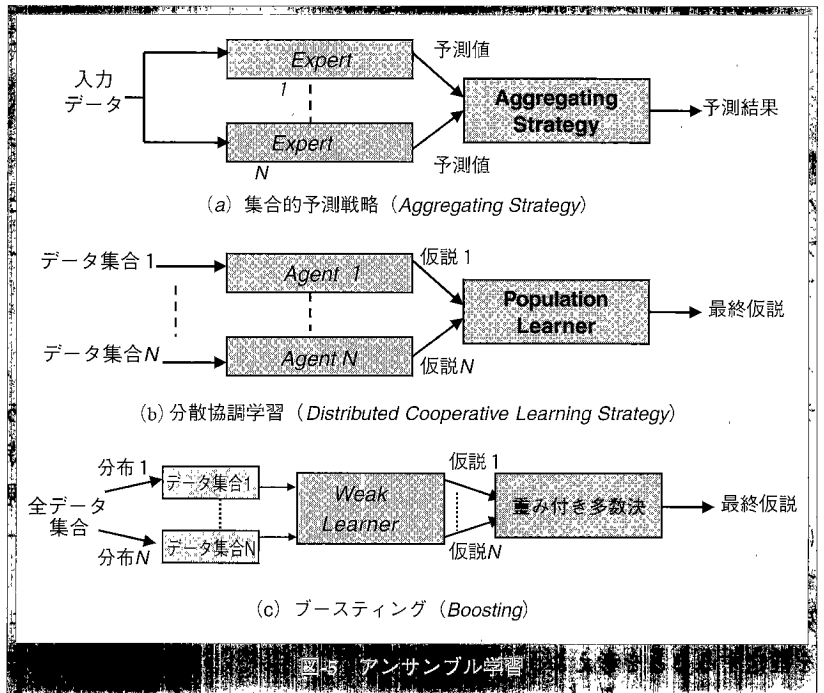 入力
データ
Expert
1
Expert
N
予測値
予測値
Aggregating
Strategy
予測結果
(a) 集合的予測戦略 (Aggregating Strategy)
データ集合1
データ集合N
Agent 1
Agent N
仮説1
仮説N
Population
Learner
最終仮説
(b) 分散協調学習 (Distributed Cooperative Learning Strategy)
全データ
集合
分布1
分布N
データ集合1
データ集合N
Weak
Learner
仮説1
仮説N
重み付き多数決
最終仮説
(c) ブースティング (Boosting)
図-5 アンサンブル学習